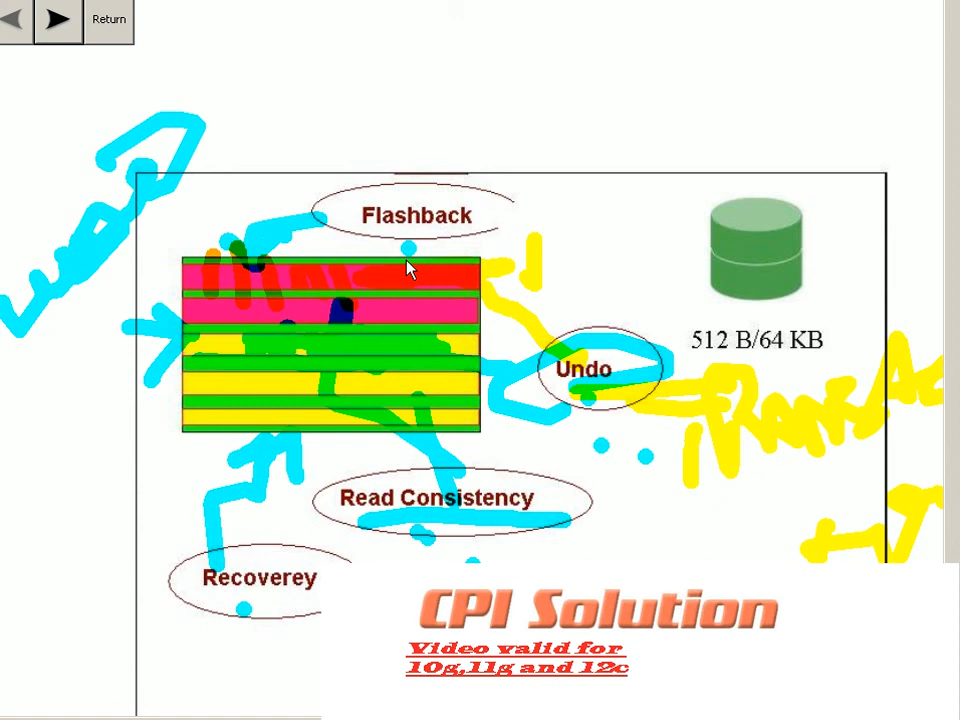 Return
Flashback
512 B/64 KB
Undo
Read Consistency
Recoverey
CPI Solution
Video valid for
10g,11g and 12c